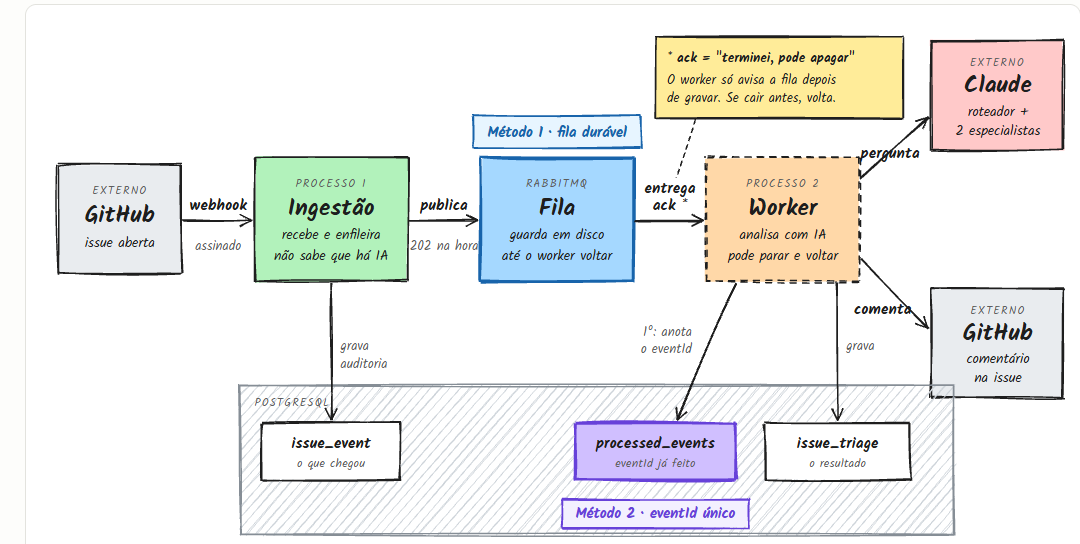 EXTERNO
GitHub
issue aberta
webhook
assinado
PROCESSO 1
Ingestão
recebe e enfileira
não sabe que há IA
publica
202 na hora
Método 1 · fila durável
RABBITMQ
Fila
guarda em disco
até o worker voltar
* ack = "terminei, pode apagar"
O worker só avisa a fila depois
de gravar. Se cair antes, volta.
entrega
ack *
PROCESSO 2
Worker
analisa com IA
pode parar e voltar
pergunta
EXTERNO
Claude
roteador +
2 especialistas
comenta
EXTERNO
GitHub
comentário
na issue
grava
auditoria
1º: anota
o eventId
grava
POSTGRESQL
issue_event
o que chegou
processed_events
eventId já feito
issue_triage
o resultado
Método 2 · eventId único